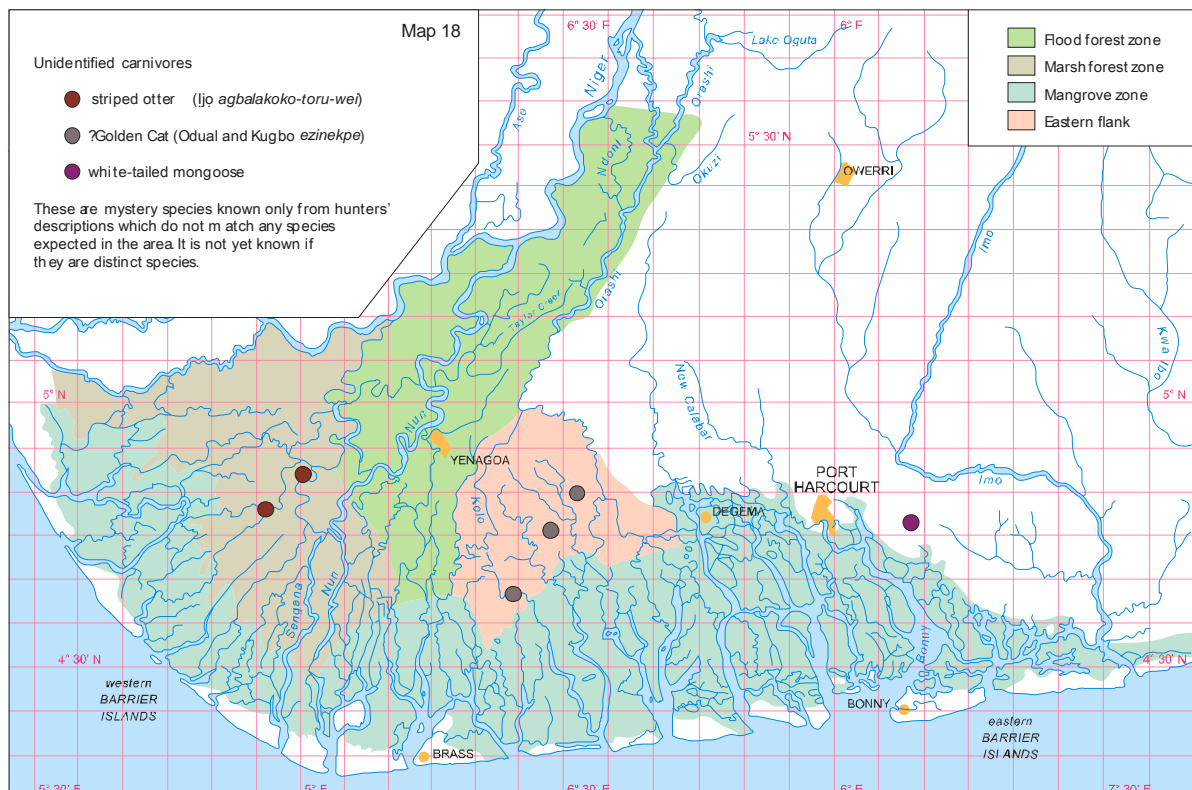 Map 18
Unidentified carnivores
striped otter (Ịjọ agbalakoko-toru-wei)
?Golden Cat (Odual and Kugbo ezinekpe)
white-tailed mongoose
These are mystery species known only from hunters’
descriptions which do not match any species
expected in the area. It is not yet known if
they are distinct species.
Flood forest zone
Marsh forest zone
Mangrove zone
Eastern flank
6° 30' F
6° F
Lake Oguta
Niger
Orashi
Ase
5° 30' N
Ndoni
Okuzi
OWERRI
Imo
Orashi
Taylor Creek
Kwa Ibo
5° N
5° N
New Calabar
Nun
YENAGOA
Kolo
PORT
HARCOURT
Imo
DEGEMA
Sengana
Nun
Bonny
4° 30' N
4° 30' N
western
BARRIER
ISLANDS
BONNY
eastern
BARRIER
ISLANDS
BRASS
5° 30' F
5° F
6° 30' F
6° F
7° 30' F